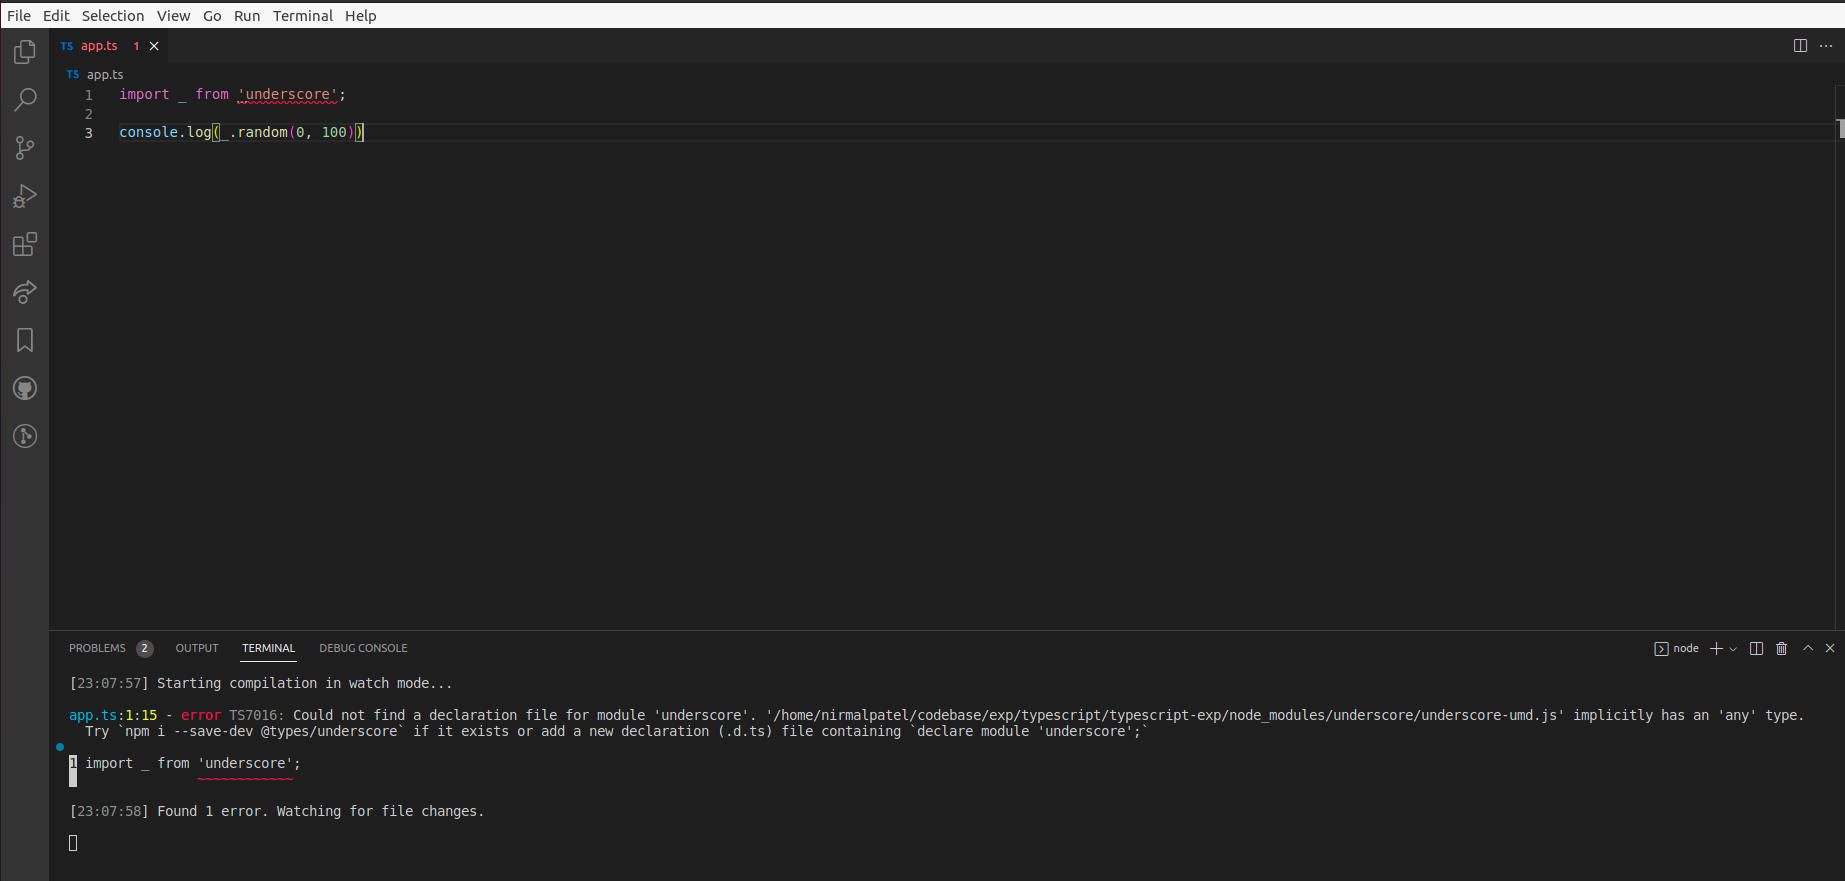 File Edit Selection View Go Run Terminal Help
TS app.ts 1
TS app.ts
1 import _ from 'underscore';
2
3 console.log(_.random(0, 100))
PROBLEMS 2 OUTPUT TERMINAL DEBUG CONSOLE node
[23:07:57] Starting compilation in watch mode...
app.ts:1:15 - error TS7016: Could not find a declaration file for module 'underscore'. '/home/nirmalpatel/codebase/exp/typescript/typescript-exp/node_modules/underscore/underscore-umd.js' implicitly has an 'any' type.
Try `npm i --save-dev @types/underscore` if it exists or add a new declaration (.d.ts) file containing `declare module 'underscore';`
1 import _ from 'underscore';
~~~~~~~~~~~~
[23:07:58] Found 1 error. Watching for file changes.